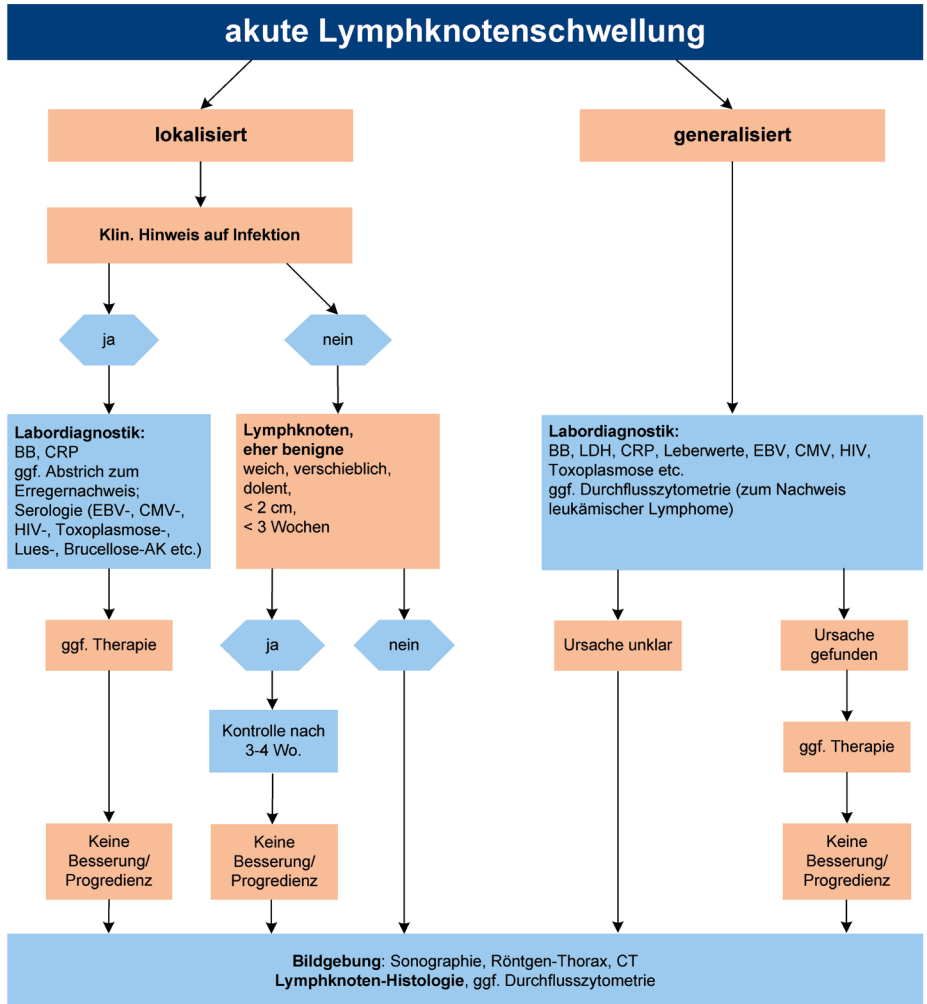 akute Lymphknotenschwellung
lokalisiert
generalisiert
Klin. Hinweis auf Infektion
ja
nein
Labordiagnostik:
BB, CRP
ggf. Abstrich zum
Erregernachweis;
Serologie (EBV-, CMV-,
HIV-, Toxoplasmose-,
Lues-, Brucellose-AK etc.)
Lymphknoten,
eher benigne
weich, verschieblich,
dolent,
< 2 cm,
< 3 Wochen
Labordiagnostik:
BB, LDH, CRP, Leberwerte, EBV, CMV, HIV,
Toxoplasmose etc.
ggf. Durchflusszytometrie (zum Nachweis
leukämischer Lymphome)
ggf. Therapie
ja
nein
Ursache unklar
Ursache
gefunden
Kontrolle nach
3-4 Wo.
ggf. Therapie
Keine
Besserung/
Progredienz
Keine
Besserung/
Progredienz
Keine
Besserung/
Progredienz
Bildgebung: Sonographie, Röntgen-Thorax, CT
Lymphknoten-Histologie, ggf. Durchflusszytometrie